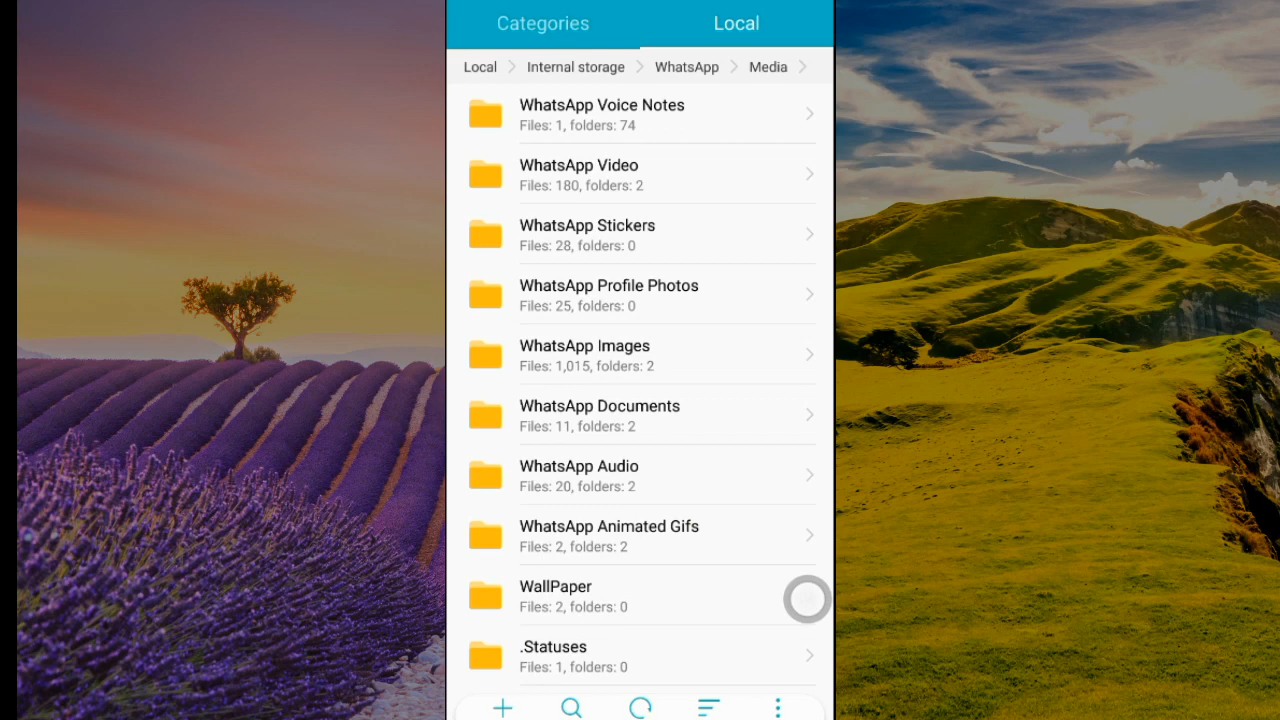 Categories Local
Local Internal storage WhatsApp Media
WhatsApp Voice Notes
Files: 1, folders: 74
WhatsApp Video
Files: 180, folders: 2
WhatsApp Stickers
Files: 28, folders: 0
WhatsApp Profile Photos
Files: 25, folders: 0
WhatsApp Images
Files: 1,015, folders: 2
WhatsApp Documents
Files: 11, folders: 2
WhatsApp Audio
Files: 20, folders: 2
WhatsApp Animated Gifs
Files: 2, folders: 2
WallPaper
Files: 2, folders: 0
.Statuses
Files: 1, folders: 0